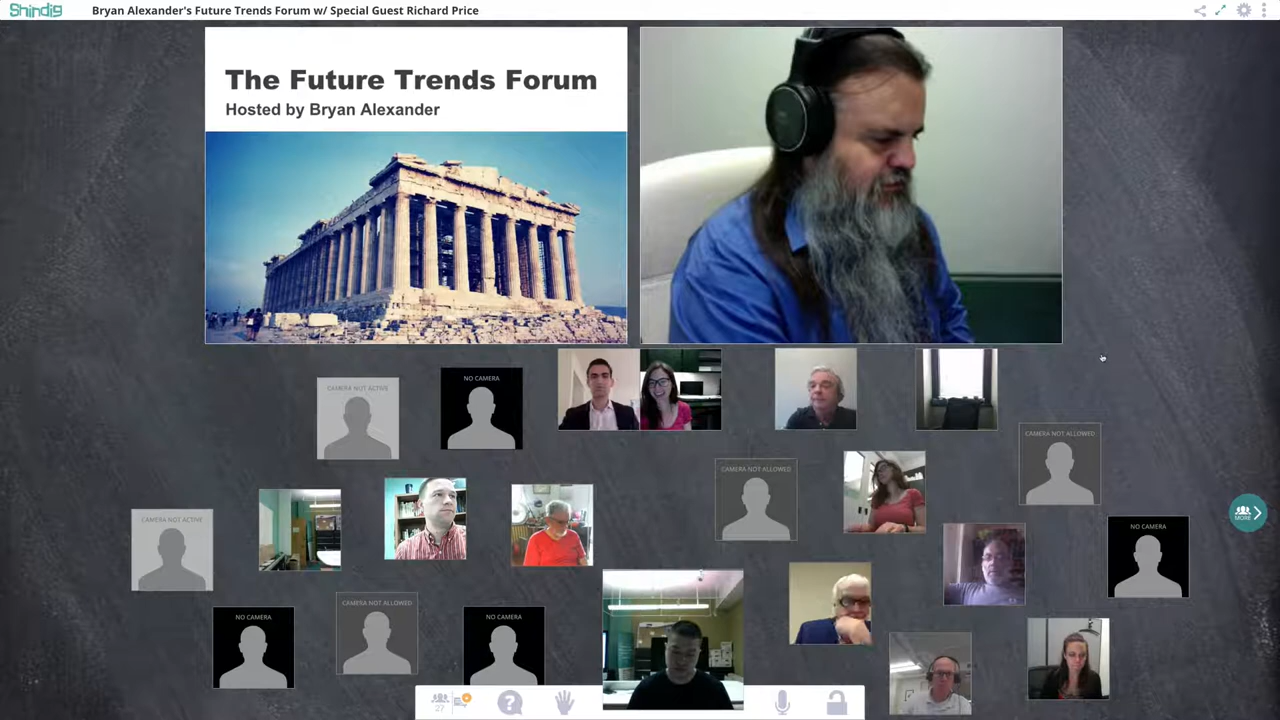 Shindig
Bryan Alexander's Future Trends Forum w/ Special Guest Richard Price
The Future Trends Forum
Hosted by Bryan Alexander
CAMERA NOT ACTIVE
NO CAMERA
CAMERA NOT ALLOWED
CAMERA NOT ALLOWED
CAMERA NOT ACTIVE
NO CAMERA
MORE
NO CAMERA
CAMERA NOT ALLOWED
NO CAMERA
27